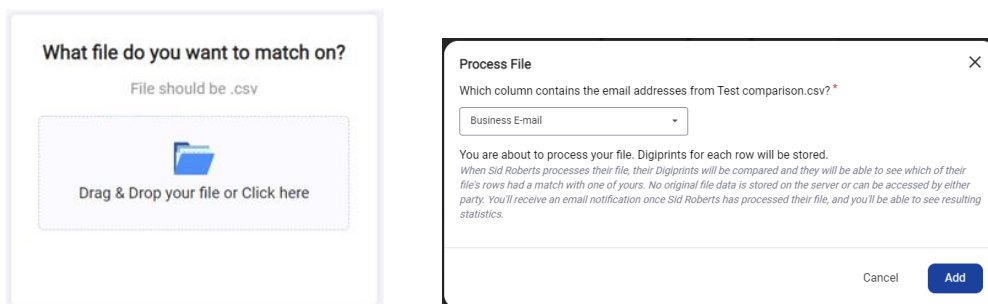 What file do you want to match on?
File should be .csv
Drag & Drop your file or Click here
Process File
Which column contains the email addresses from Test comparison.csv? *
Business E-mail
You are about to process your file. Digiprints for each row will be stored.
When Sid Roberts processes their file, their Digiprints will be compared and they will be able to see which of their
file's rows had a match with one of yours. No original file data is stored on the server or can be accessed by either
party. You'll receive an email notification once Sid Roberts has processed their file, and you'll be able to see resulting
statistics.
Cancel
Add